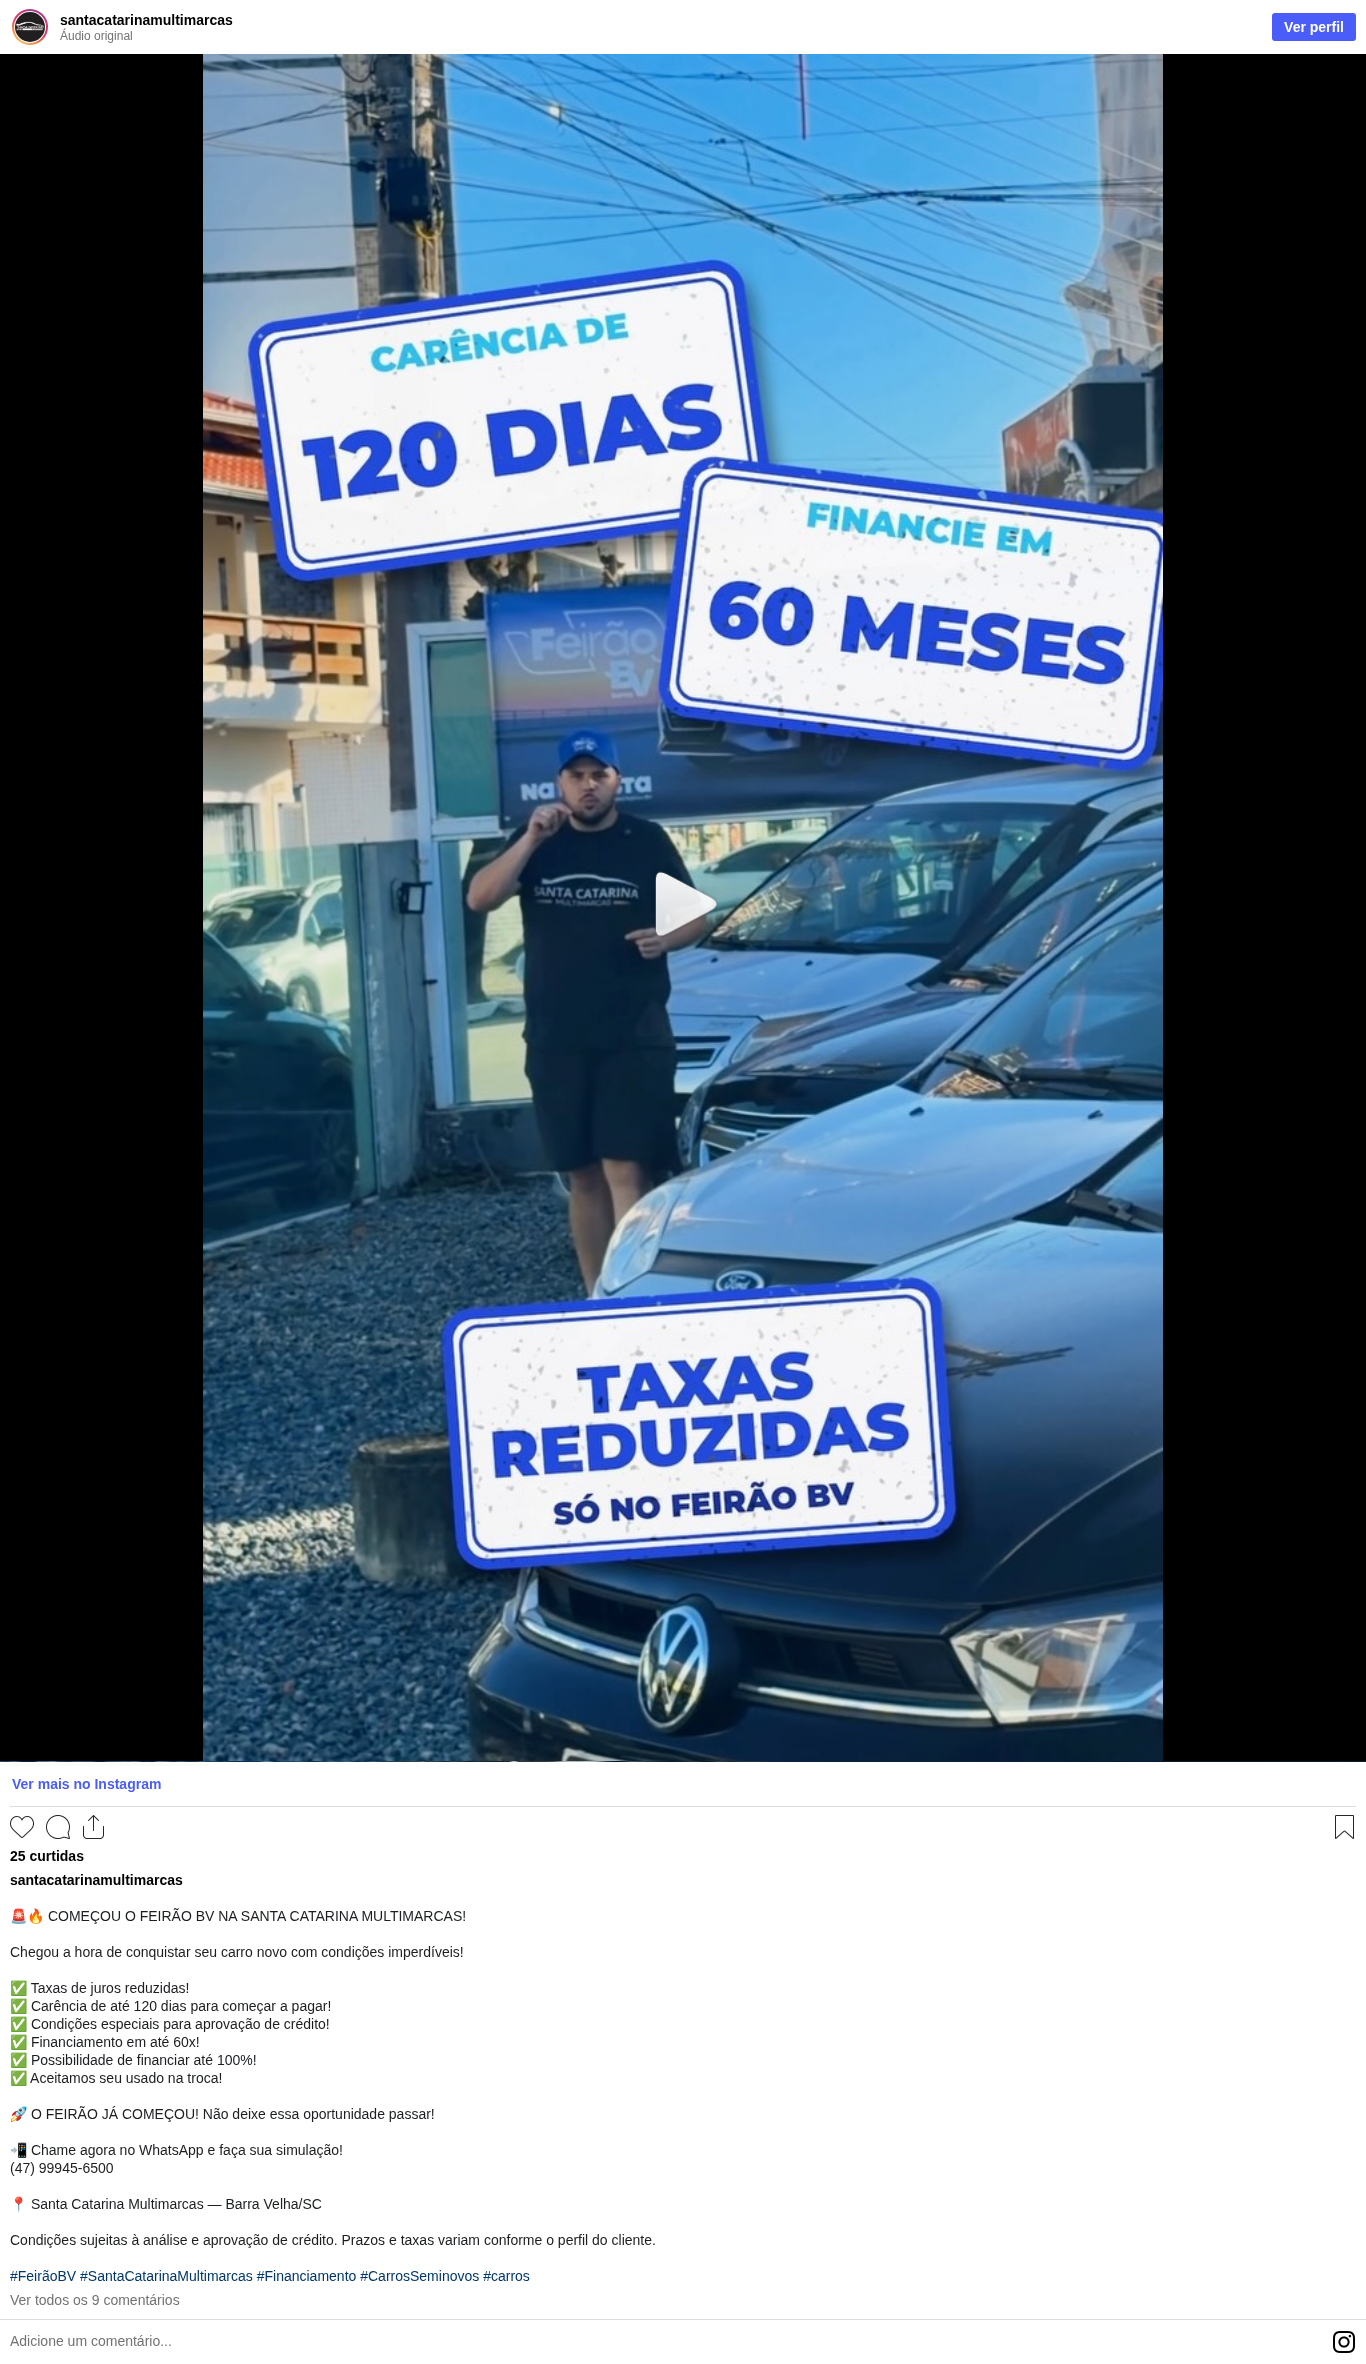 santacatarinamultimarcas
Áudio original
Ver perfil
CARÊNCIA DE
120 DIAS
FINANCIE EM
60 MESES
Feirão
BV
SANTA CATARINA
MULTIMARCAS
Ford
TAXAS
REDUZIDAS
SÓ NO FEIRÃO BV
Ver mais no Instagram
25 curtidas
santacatarinamultimarcas
🚨🔥 COMEÇOU O FEIRÃO BV NA SANTA CATARINA MULTIMARCAS!
Chegou a hora de conquistar seu carro novo com condições imperdíveis!
✅ Taxas de juros reduzidas!
✅ Carência de até 120 dias para começar a pagar!
✅ Condições especiais para aprovação de crédito!
✅ Financiamento em até 60x!
✅ Possibilidade de financiar até 100%!
✅ Aceitamos seu usado na troca!
🚀 O FEIRÃO JÁ COMEÇOU! Não deixe essa oportunidade passar!
📲 Chame agora no WhatsApp e faça sua simulação!
(47) 99945-6500
📍 Santa Catarina Multimarcas — Barra Velha/SC
Condições sujeitas à análise e aprovação de crédito. Prazos e taxas variam conforme o perfil do cliente.
#FeirãoBV #SantaCatarinaMultimarcas #Financiamento #CarrosSeminovos #carros
Ver todos os 9 comentários
Adicione um comentário...